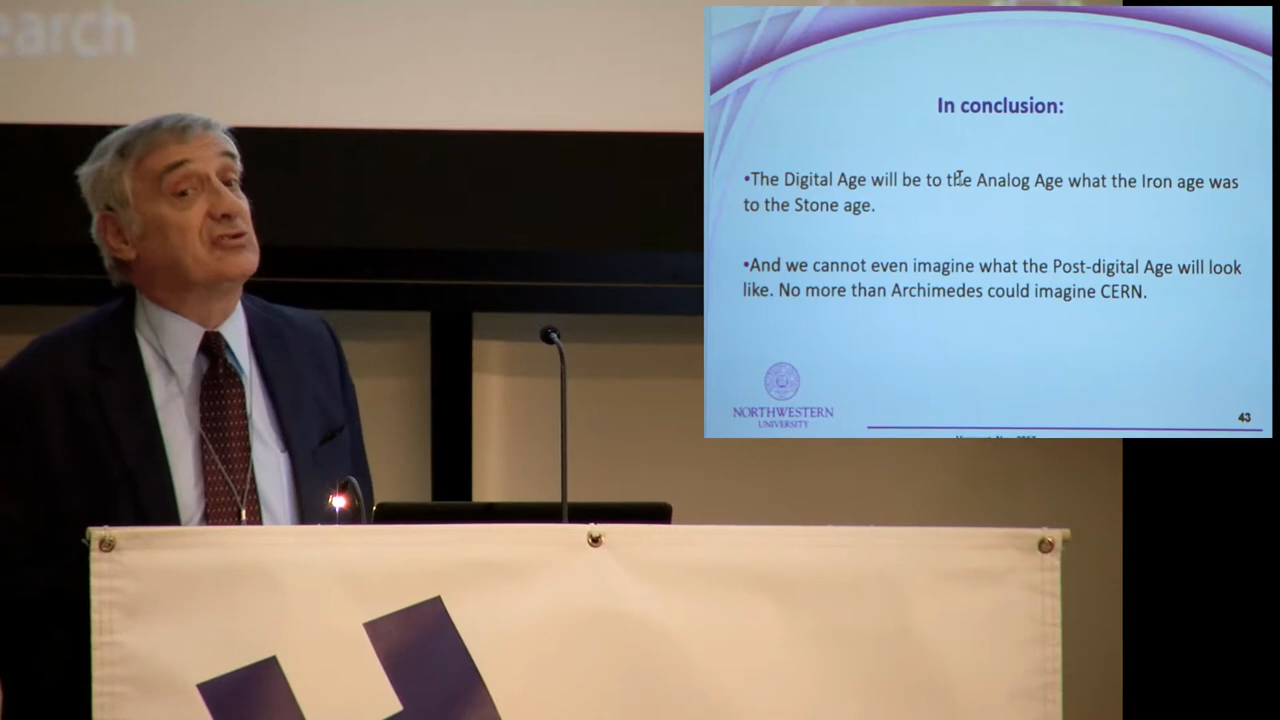 earch
In conclusion:
•The Digital Age will be to the Analog Age what the Iron age was
to the Stone age.
•And we cannot even imagine what the Post-digital Age will look
like. No more than Archimedes could imagine CERN.
NORTHWESTERN
UNIVERSITY
43